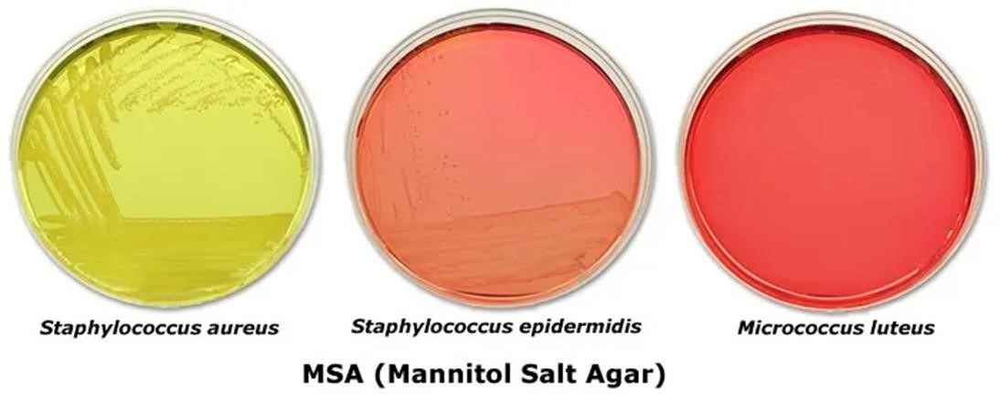 Staphylococcus aureus
Staphylococcus epidermidis
Micrococcus luteus
MSA (Mannitol Salt Agar)